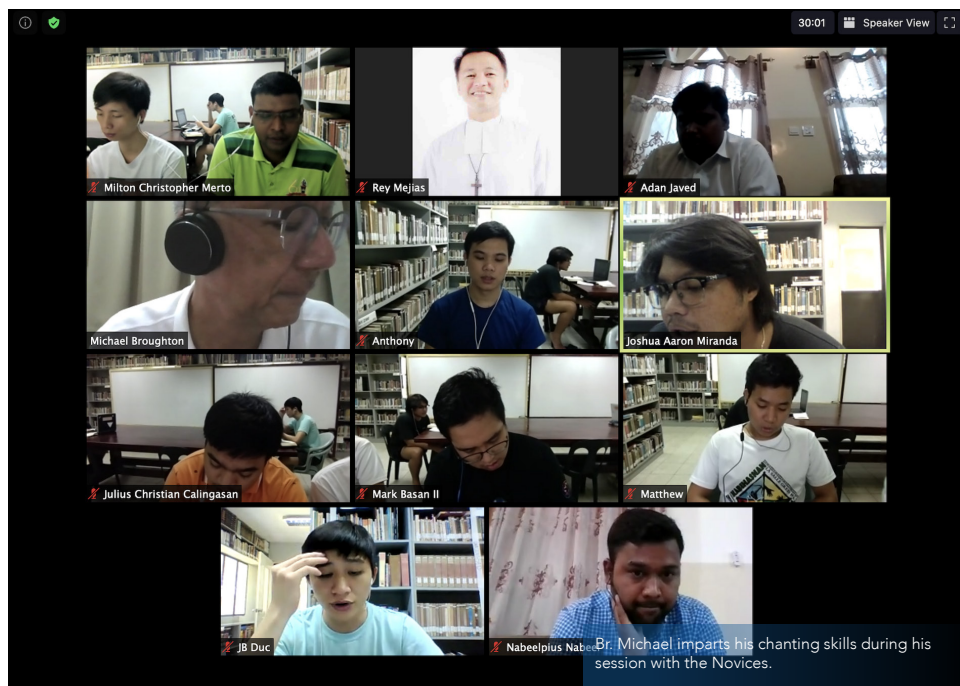 30:01 Speaker View
Milton Christopher Merto
Rey Mejias
Adan Javed
Michael Broughton
Anthony
Joshua Aaron Miranda
Julius Christian Calingasan
Mark Basan II
Matthew
JB Duc
Nabeelpius Nabeel
Br. Michael imparts his chanting skills during his
session with the Novices.